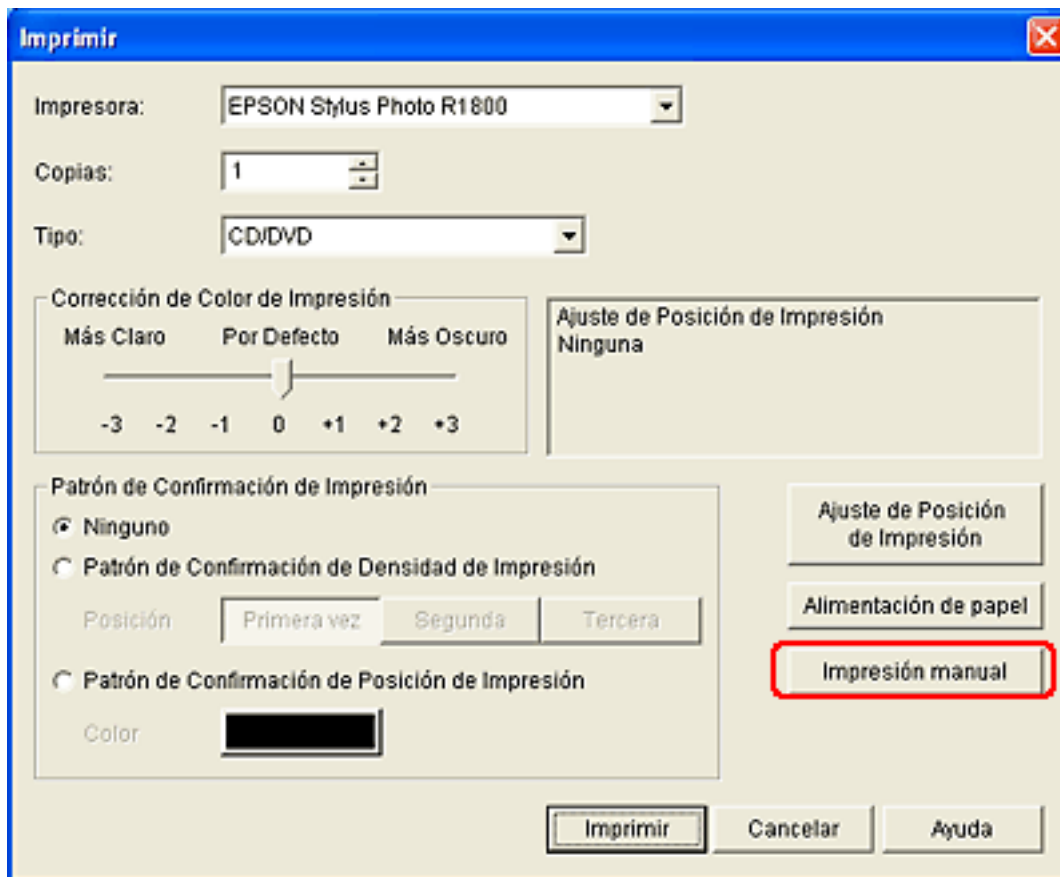 Imprimir
Impresora: EPSON Stylus Photo R1800
Copias: 1
Tipo: CD/DVD
Corrección de Color de Impresión
Más Claro Por Defecto Más Oscuro
-3 -2 -1 0 +1 +2 +3
Ajuste de Posición de Impresión
Ninguna
Patrón de Confirmación de Impresión
Ninguno
Patrón de Confirmación de Densidad de Impresión
Posición Primera vez Segunda Tercera
Patrón de Confirmación de Posición de Impresión
Color
Ajuste de Posición
de Impresión
Alimentación de papel
Impresión manual
Imprimir Cancelar Ayuda